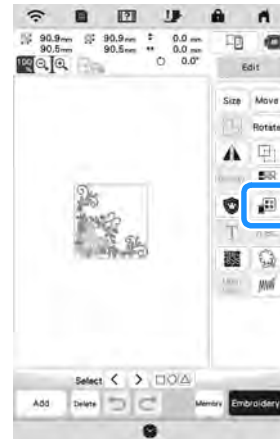 90.9mm 90.9mm 0.0 mm
90.5mm 90.5mm 0.0 mm
0.0°
100
Edit
Size Move
Rotate
Select < >
Add Delete Memory Embroidery